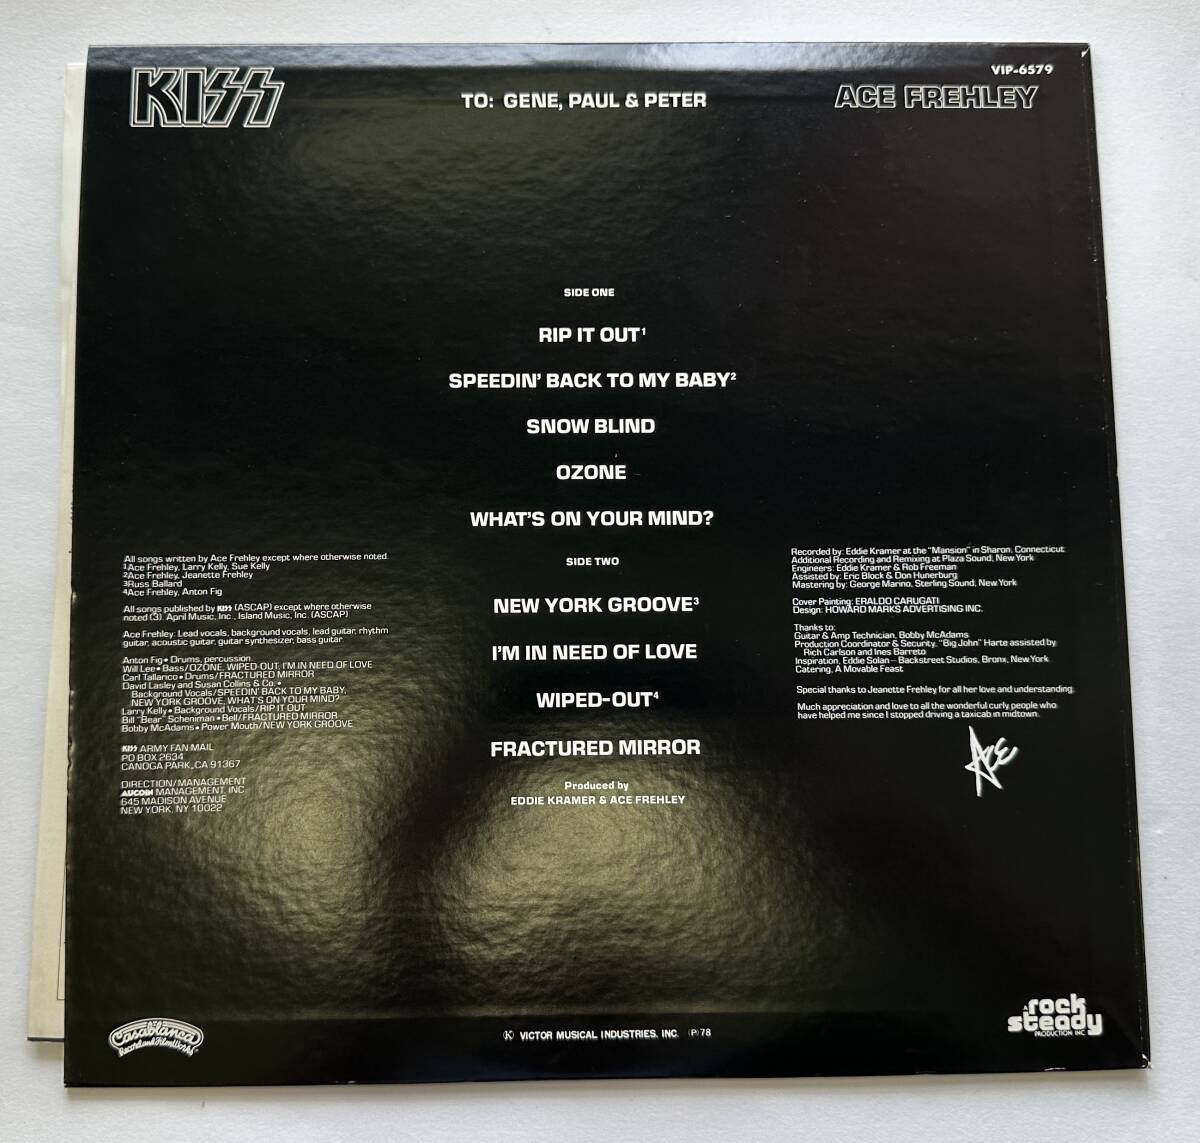 KISS
TO: GENE, PAUL & PETER
VIP-6579
ACE FREHLEY
SIDE ONE
RIP IT OUT¹
SPEEDIN' BACK TO MY BABY²
SNOW BLIND
OZONE
WHAT'S ON YOUR MIND?
SIDE TWO
NEW YORK GROOVE³
I'M IN NEED OF LOVE
WIPED-OUT⁴
FRACTURED MIRROR
Produced by
EDDIE KRAMER & ACE FREHLEY
All songs written by Ace Frehley except where otherwise noted.
¹Ace Frehley, Larry Kelly, Sue Kelly
²Ace Frehley, Jeanette Frehley
³Russ Ballard
⁴Ace Frehley, Anton Fig
All songs published by KISS (ASCAP) except where otherwise
noted (3). April Music, Inc., Island Music, Inc. (ASCAP)
Ace Frehley: Lead vocals, background vocals, lead guitar, rhythm
guitar, acoustic guitar, guitar synthesizer, bass guitar.
Anton Fig • Drums, percussion
Will Lee • Bass/OZONE, WIPED-OUT, I'M IN NEED OF LOVE
Carl Tallarico • Drums/FRACTURED MIRROR
David Lasley and Susan Collins & Co. •
Background Vocals/SPEEDIN' BACK TO MY BABY,
NEW YORK GROOVE, WHAT'S ON YOUR MIND?
Larry Kelly • Background Vocals/RIP IT OUT
Bill "Bear" Scheniman • Bell/FRACTURED MIRROR
Bobby McAdams • Power Mouth/NEW YORK GROOVE
KISS ARMY FAN MAIL
PO BOX 2634
CANOGA PARK, CA 91367
DIRECTION/MANAGEMENT
AUCOIN MANAGEMENT, INC
645 MADISON AVENUE
NEW YORK, NY 10022
Recorded by: Eddie Kramer at the "Mansion" in Sharon, Connecticut
Additional Recording and Remixing at Plaza Sound, New York
Engineers: Eddie Kramer & Rob Freeman
Assisted by: Eric Block & Don Hunerburg
Mastering by: George Marino, Sterling Sound, New York
Cover Painting: ERALDO CARUGATI
Design: HOWARD MARKS ADVERTISING INC.
Thanks to:
Guitar & Amp Technician, Bobby McAdams
Production Coordinator & Security, "Big John" Harte assisted by
Rich Carlson and Ines Barreto
Inspiration, Eddie Solan – Backstreet Studios, Bronx, New York
Catering, A Movable Feast
Special thanks to Jeanette Frehley for all her love and understanding.
Much appreciation and love to all the wonderful curly people who
have helped me since I stopped driving a taxicab in midtown.
ACE
Casablanca
Record and FilmWorks
Ⓚ VICTOR MUSICAL INDUSTRIES, INC. Ⓟ78
A
rock
steady
PRODUCTION INC